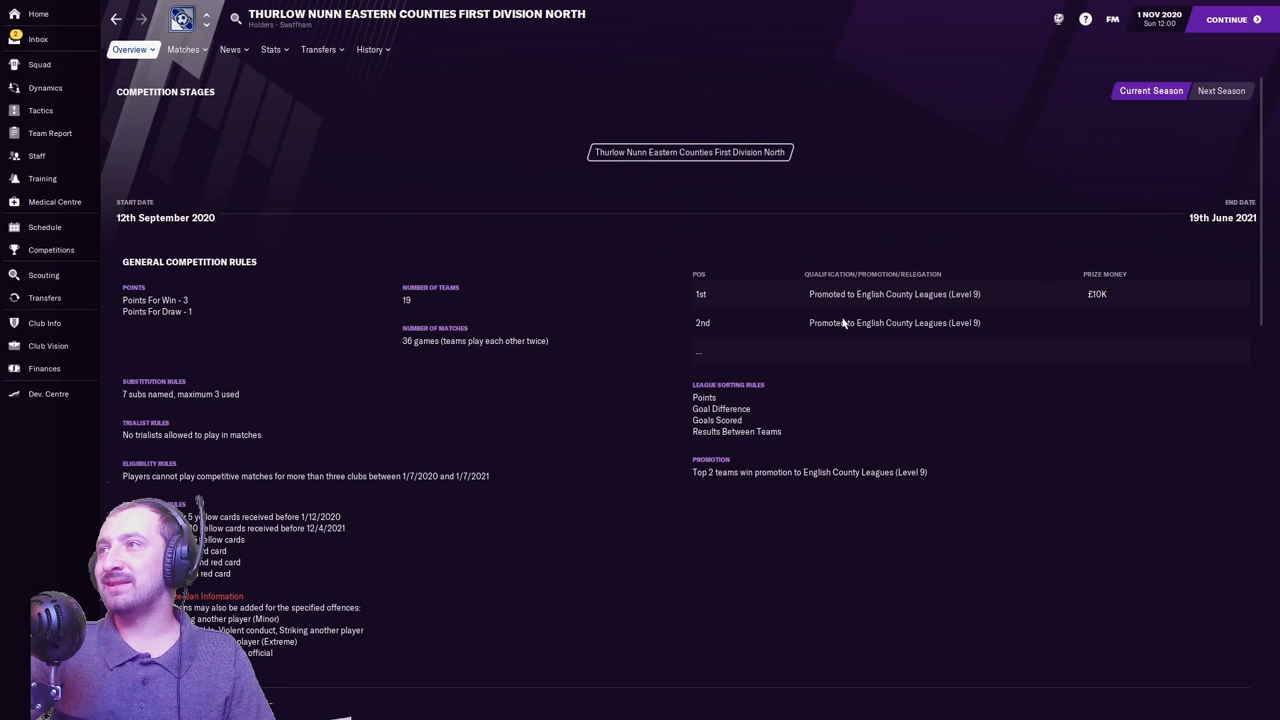 Home
2
Inbox
Squad
Dynamics
Tactics
Team Report
Staff
Training
Medical Centre
Schedule
Competitions
Scouting
Transfers
Club Info
Club Vision
Finances
Dev. Centre
THURLOW NUNN EASTERN COUNTIES FIRST DIVISION NORTH
Holders - Swaffham
?
FM
1 NOV 2020
Sun 12:00
CONTINUE
Overview
Matches
News
Stats
Transfers
History
COMPETITION STAGES
Current Season
Next Season
Thurlow Nunn Eastern Counties First Division North
START DATE
12th September 2020
END DATE
19th June 2021
GENERAL COMPETITION RULES
POINTS
Points For Win - 3
Points For Draw - 1
NUMBER OF TEAMS
19
NUMBER OF MATCHES
36 games (teams play each other twice)
SUBSTITUTION RULES
7 subs named, maximum 3 used
TRIALIST RULES
No trialists allowed to play in matches
ELIGIBILITY RULES
Players cannot play competitive matches for more than three clubs between 1/7/2020 and 1/7/2021
RULES
5 yellow cards received before 1/12/2020
yellow cards received before 12/4/2021
yellow cards
card
red card
red card
Ban Information
may also be added for the specified offences:
another player (Minor)
Violent conduct, Striking another player
player (Extreme)
official
POS QUALIFICATION/PROMOTION/RELEGATION PRIZE MONEY
1st Promoted to English County Leagues (Level 9) £10K
2nd Promoted to English County Leagues (Level 9)
...
LEAGUE SORTING RULES
Points
Goal Difference
Goals Scored
Results Between Teams
PROMOTION
Top 2 teams win promotion to English County Leagues (Level 9)